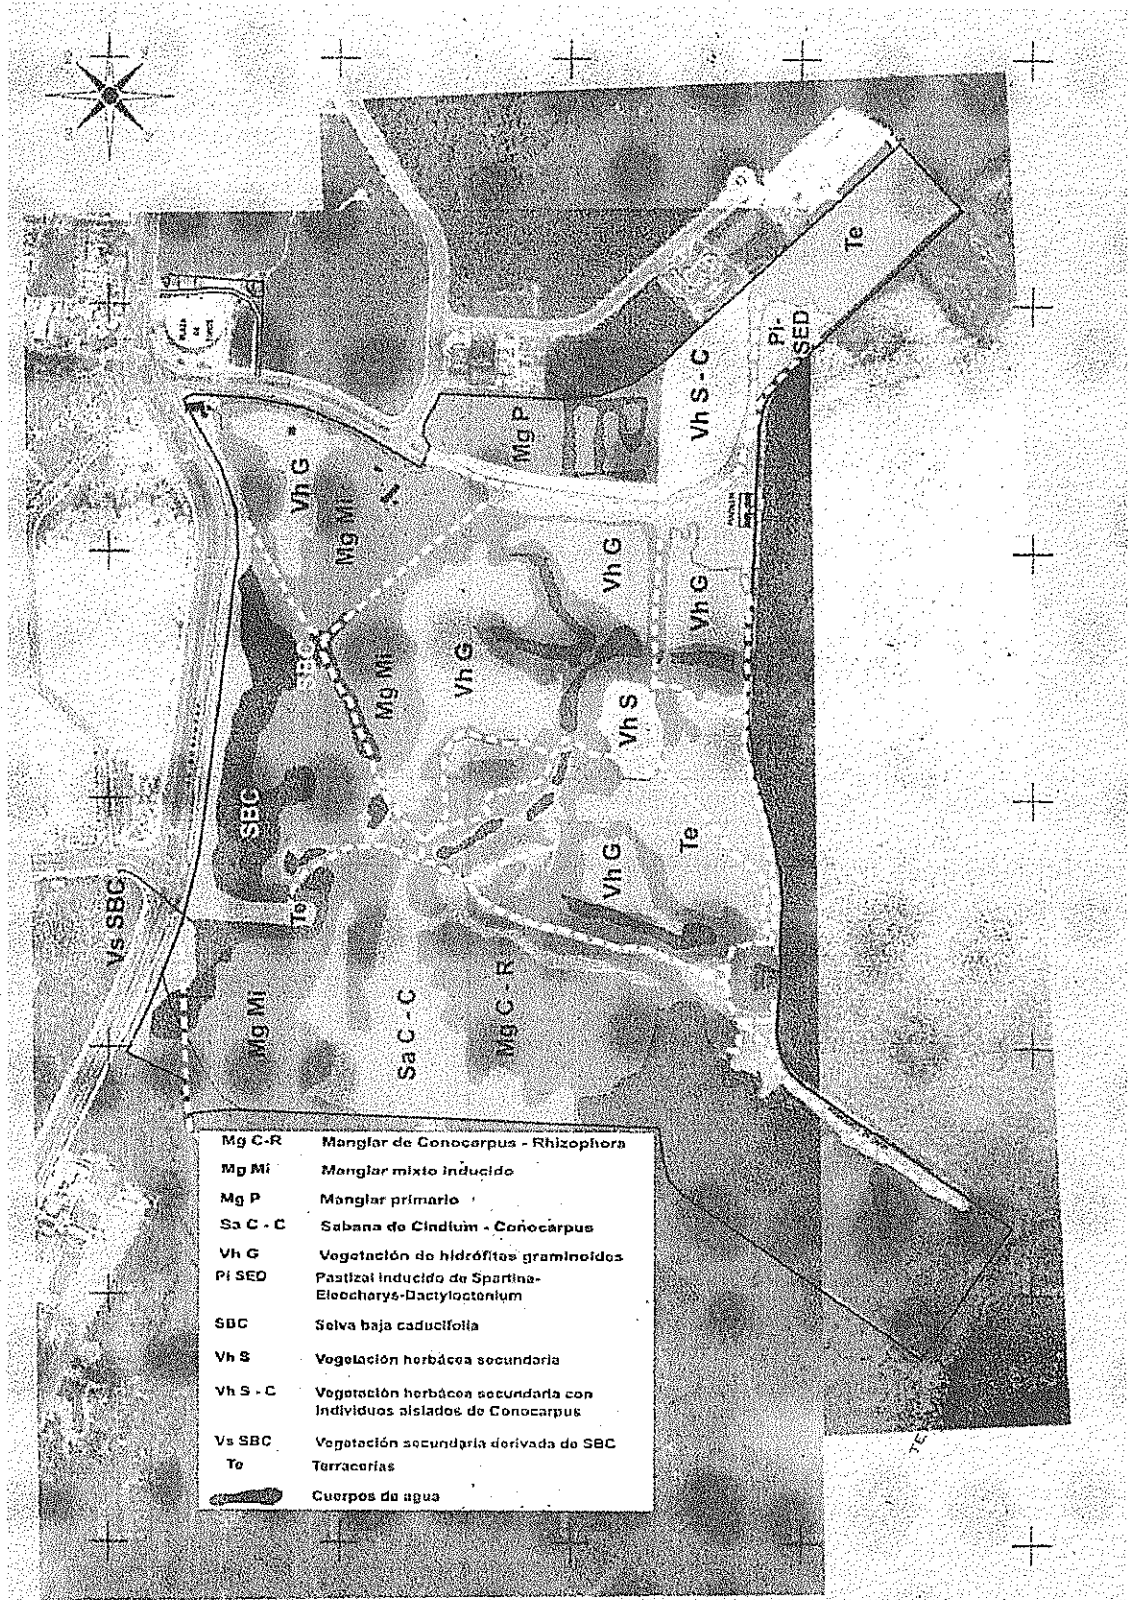 PLAZA
DE
TOROS
Te
Pi-
SED
Vh S - C
Mg P
Vh G
Mg Mi
Vh G
Vh G
SBC
Mg Mi
Vh G
Vh S
SBC
Te
Vh G
Vs SBC
Te
Mg Mi
Sa C - C
Mg C - R
Mg C-R Manglar de Conocarpus - Rhizophora
Mg Mi Manglar mixto inducido
Mg P Manglar primario
Sa C - C Sabana de Cindium - Conocarpus
Vh G Vegetación de hidrófitas graminoides
Pi SED Pastizal inducido de Spartina-
Eleocharys-Dactyloctenium
SBC Selva baja caducifolia
Vh S Vegetación herbácea secundaria
Vh S - C Vegetación herbácea secundaria con
individuos aislados de Conocarpus
Vs SBC Vegetación secundaria derivada de SBC
Te Terracerías
Cuerpos de agua